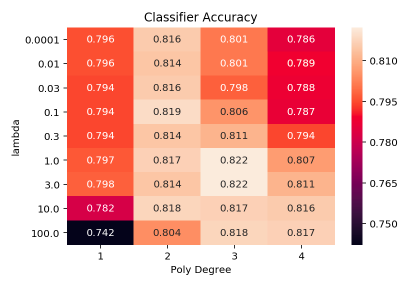 Classifier Accuracy
0.0001 0.796 0.816 0.801 0.786
0.01 0.796 0.814 0.801 0.789
0.03 0.794 0.816 0.798 0.788
0.1 0.794 0.819 0.806 0.787
0.3 0.794 0.814 0.811 0.794
1.0 0.797 0.817 0.822 0.807
3.0 0.798 0.814 0.822 0.811
10.0 0.782 0.818 0.817 0.816
100.0 0.742 0.804 0.818 0.817
1 2 3 4
Poly Degree
lambda
0.810
0.795
0.780
0.765
0.750